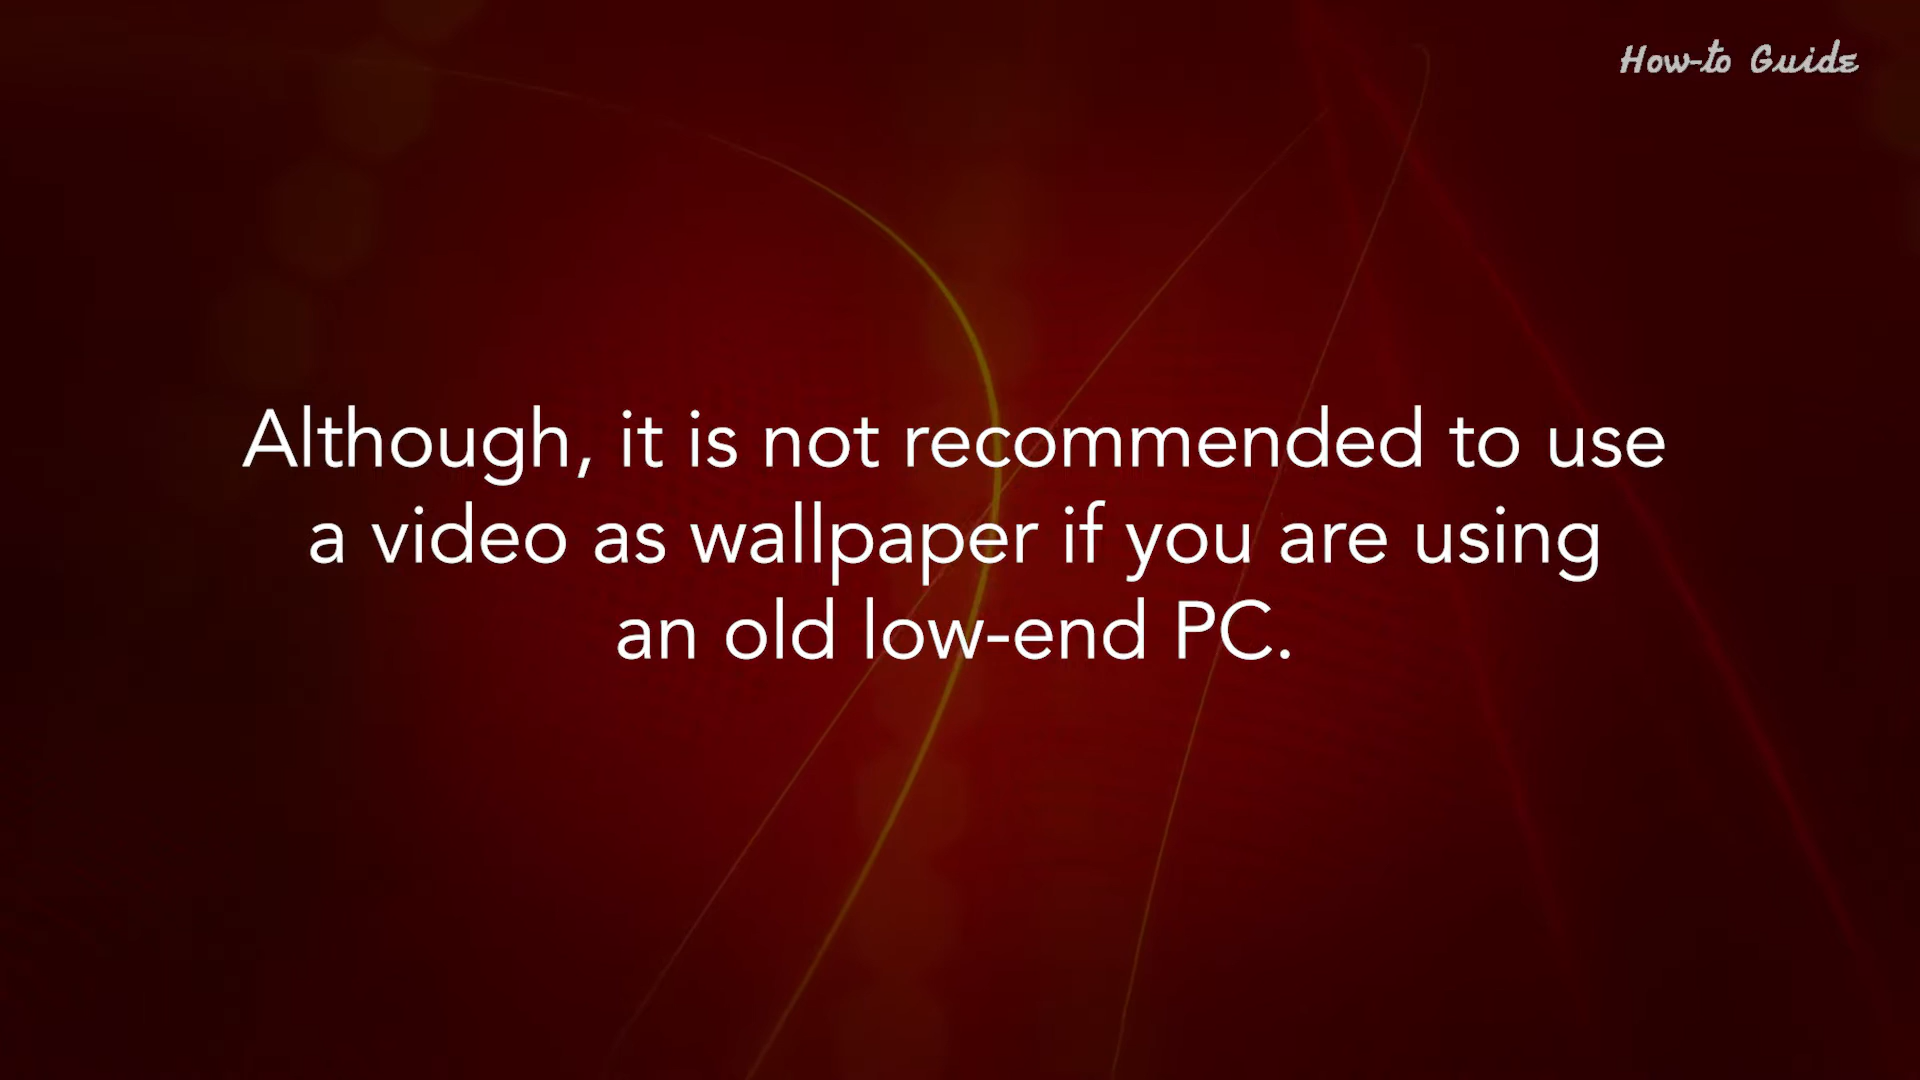 How-to Guide
Although, it is not recommended to use
a video as wallpaper if you are using
an old low-end PC.